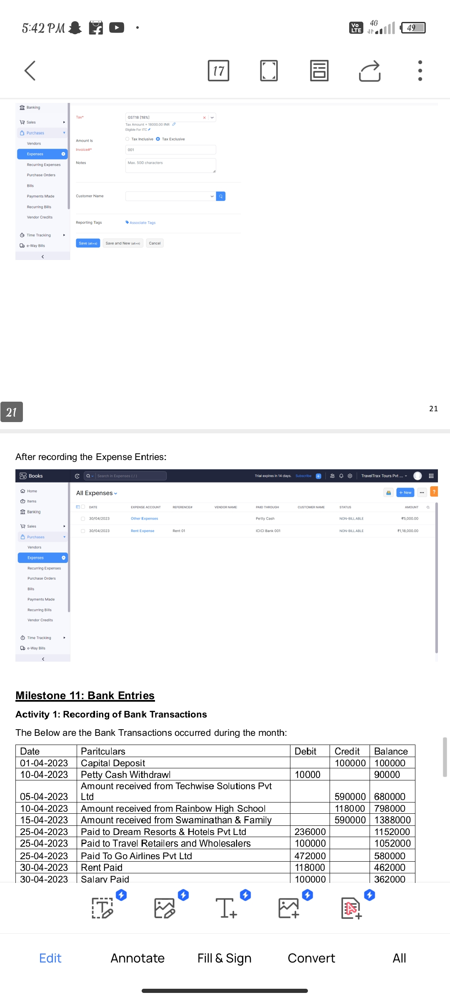 5:42 PM
Vo LTE 4G 49
17
Banking
Sales
Purchases
Vendors
Expenses
Recurring Expenses
Purchase Orders
Bills
Payments Made
Recurring Bills
Vendor Credits
Time Tracking
e-Way Bills
Tax*
GST18 [18%]
Tax Amount = 18000.00 INR
Eligible For ITC
Amount Is
Tax Inclusive Tax Exclusive
Invoice#*
001
Notes
Max. 500 characters
Customer Name
Reporting Tags
Associate Tags
Save (alt+s) Save and New (alt+n) Cancel
21
21
After recording the Expense Entries:
Books
Search in Expenses ( / )
Trial expires in 14 days. Subscribe
TravelTrax Tours Pvt ...
Home
Items
Banking
Sales
Purchases
Vendors
Expenses
Recurring Expenses
Purchase Orders
Bills
Payments Made
Recurring Bills
Vendor Credits
Time Tracking
e-Way Bills
All Expenses
+ New
?
DATE EXPENSE ACCOUNT REFERENCE# VENDOR NAME PAID THROUGH CUSTOMER NAME STATUS AMOUNT
30/04/2023 Other Expenses Petty Cash NON-BILLABLE ₹5,000.00
30/04/2023 Rent Expense Rent 01 ICICI Bank 001 NON-BILLABLE ₹1,18,000.00
Milestone 11: Bank Entries
Activity 1: Recording of Bank Transactions
The Below are the Bank Transactions occurred during the month:
Date Paritculars Debit Credit Balance
01-04-2023 Capital Deposit 100000 100000
10-04-2023 Petty Cash Withdrawl 10000 90000
05-04-2023 Amount received from Techwise Solutions Pvt Ltd 590000 680000
10-04-2023 Amount received from Rainbow High School 118000 798000
15-04-2023 Amount received from Swaminathan & Family 590000 1388000
25-04-2023 Paid to Dream Resorts & Hotels Pvt Ltd 236000 1152000
25-04-2023 Paid to Travel Retailers and Wholesalers 100000 1052000
25-04-2023 Paid To Go Airlines Pvt Ltd 472000 580000
30-04-2023 Rent Paid 118000 462000
30-04-2023 Salary Paid 100000 362000
Edit Annotate Fill & Sign Convert All